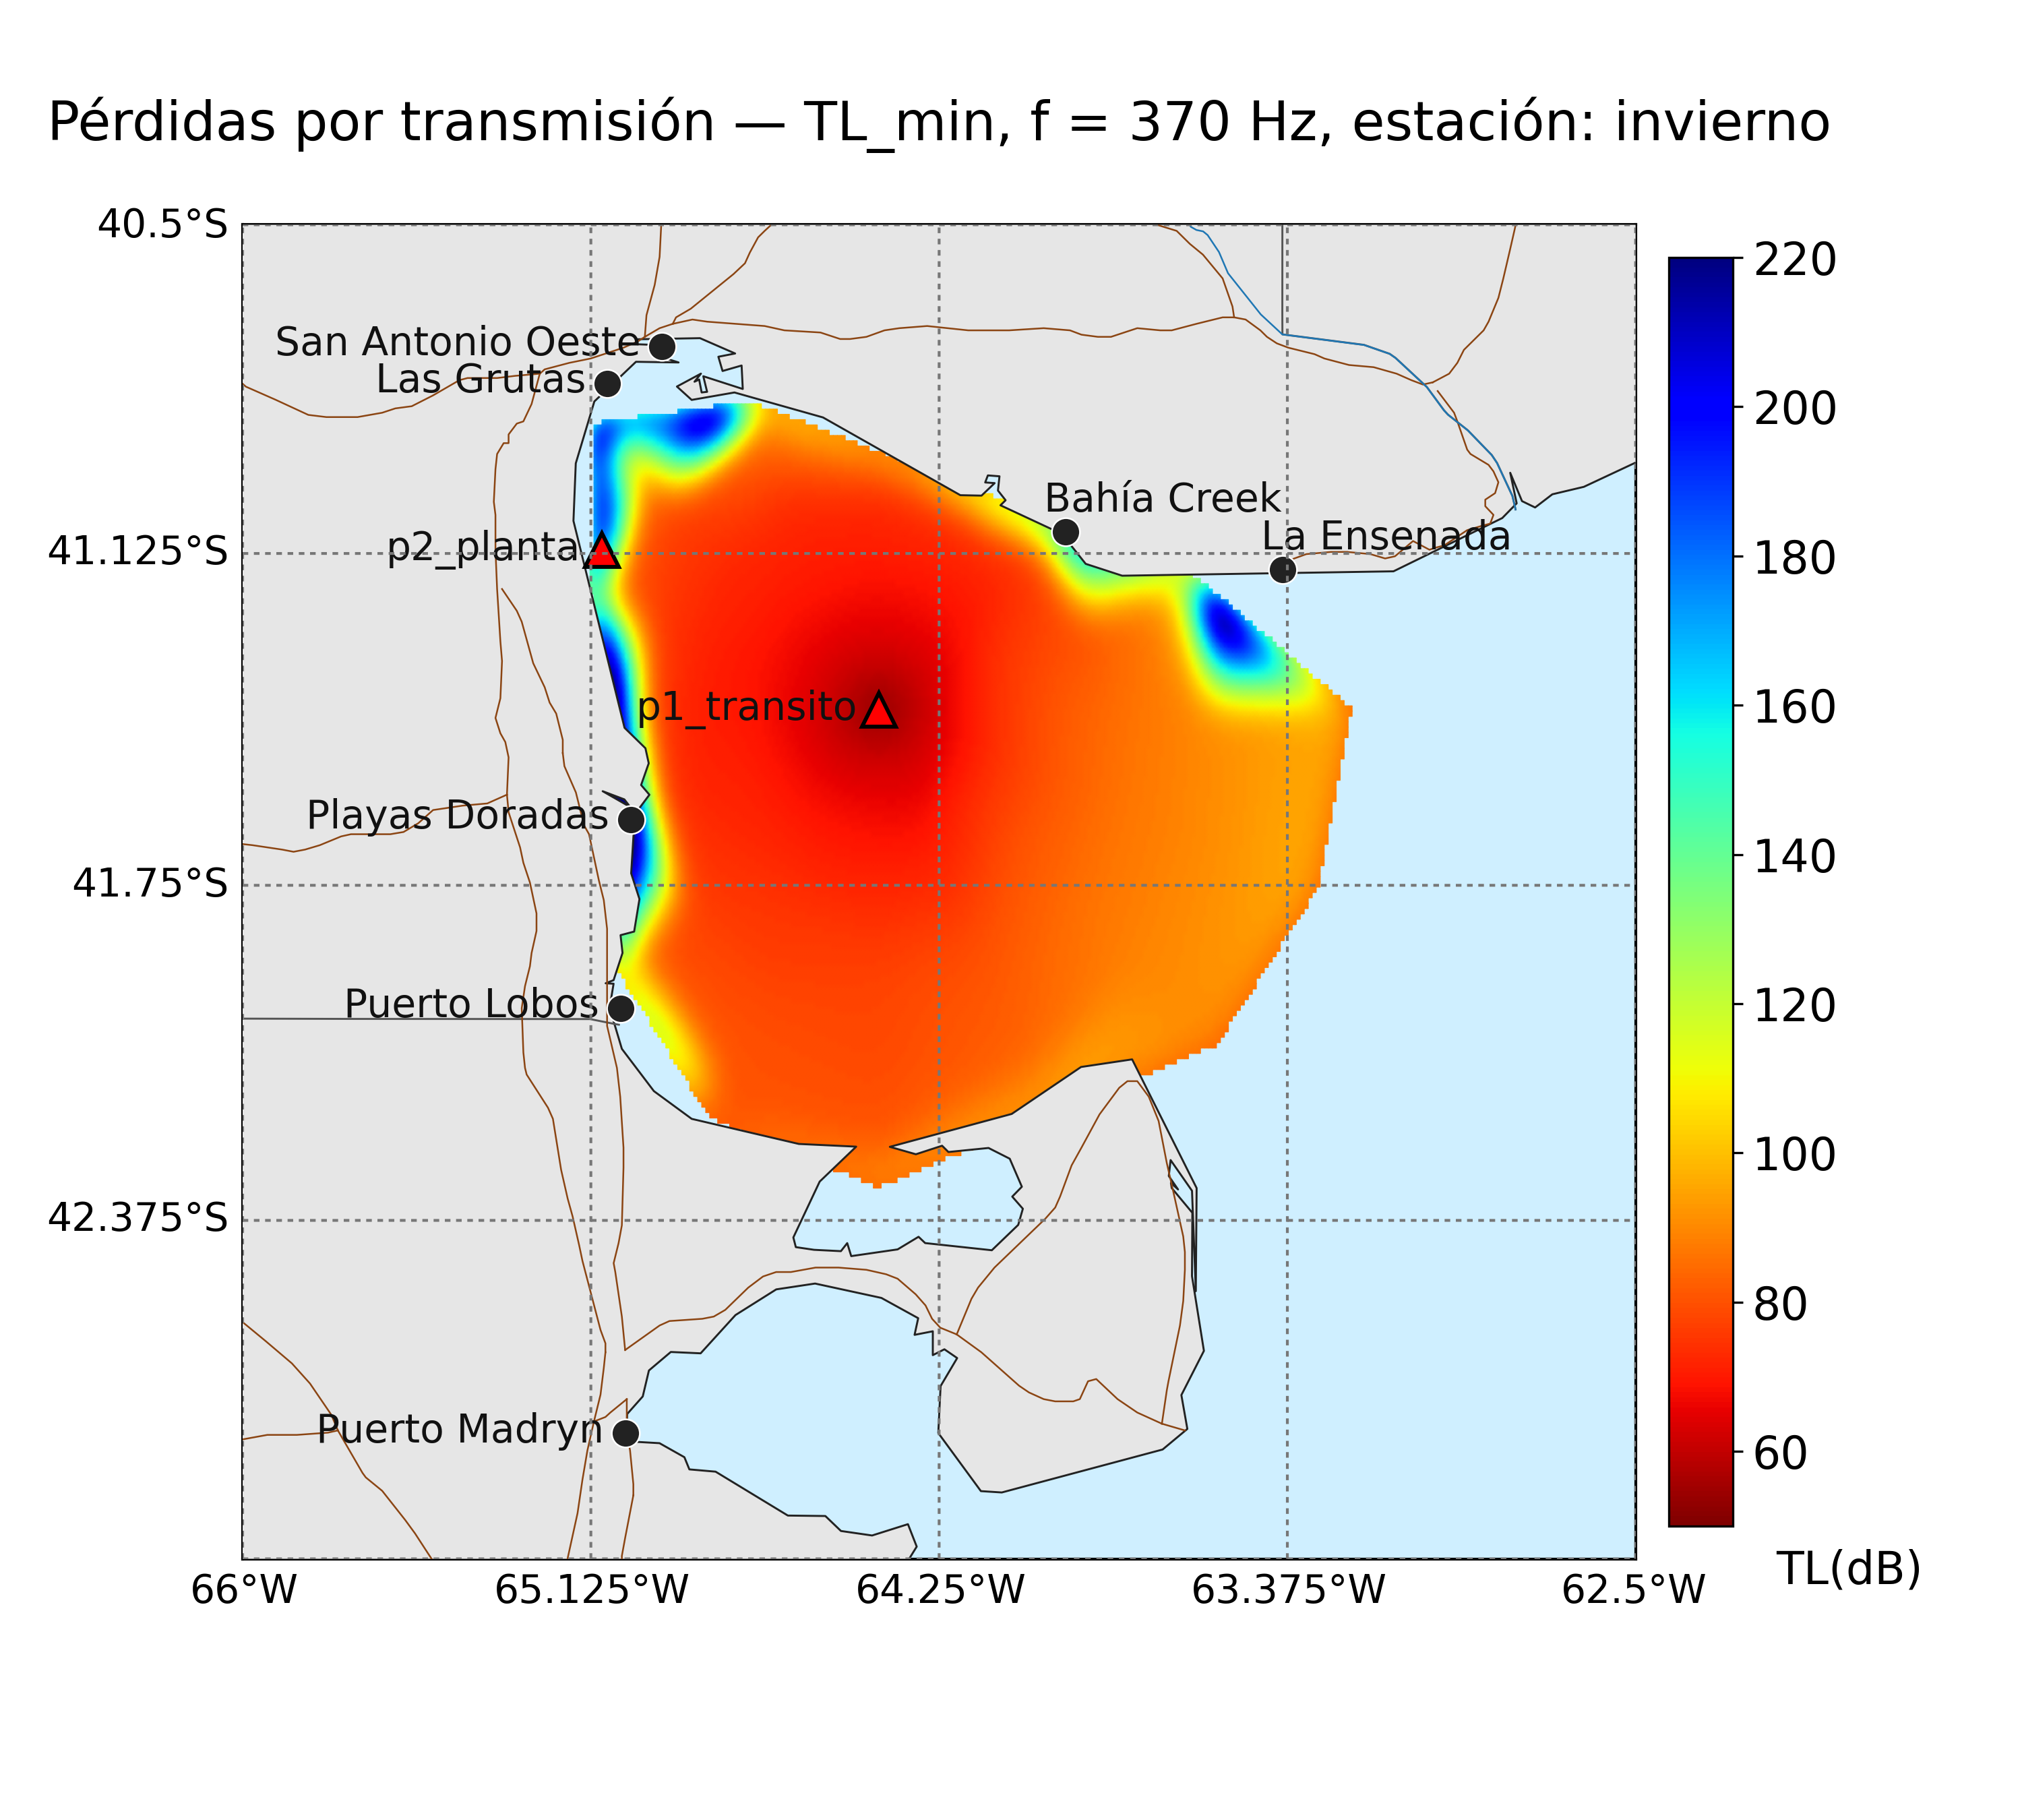 Pérdidas por transmisión — TL_min, f = 370 Hz, estación: invierno
40.5°S
220
San Antonio Oeste
Las Grutas
200
Bahía Creek
La Ensenada
p2_planta
41.125°S
180
p1_transito
160
Playas Doradas
140
41.75°S
120
Puerto Lobos
100
42.375°S
80
Puerto Madryn
60
TL(dB)
66°W
65.125°W
64.25°W
63.375°W
62.5°W